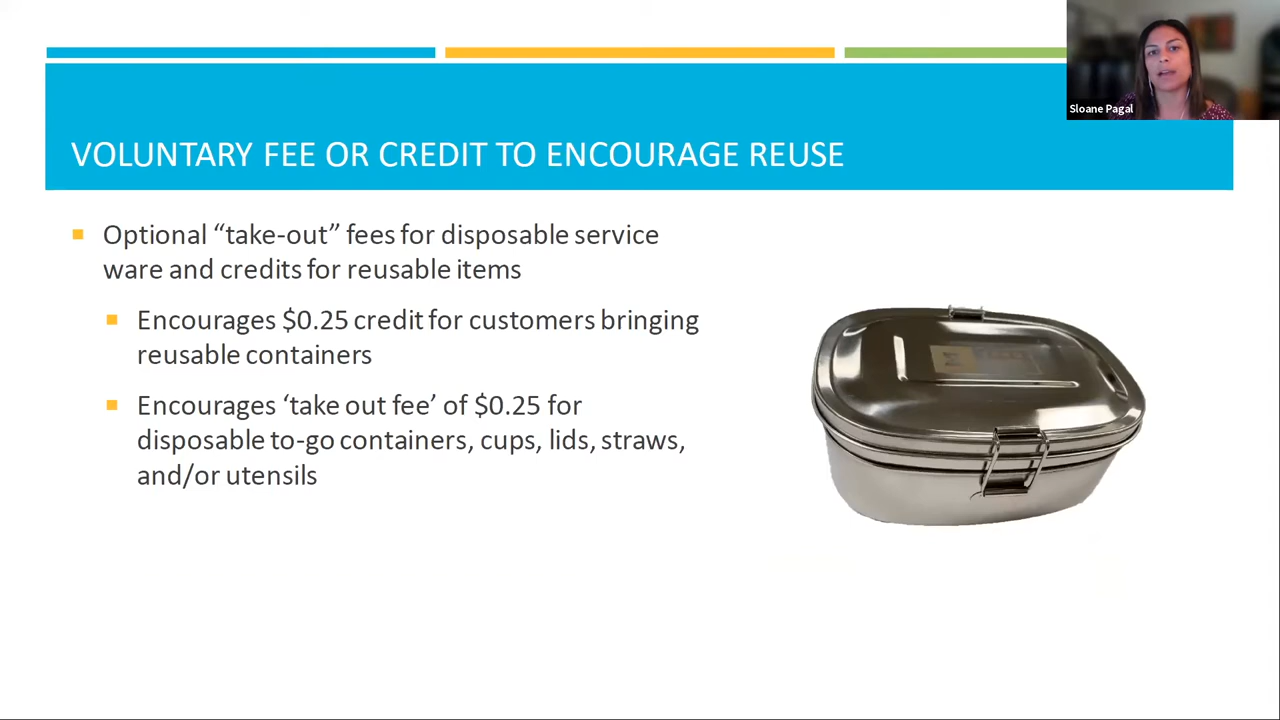 Sloane Pagal
VOLUNTARY FEE OR CREDIT TO ENCOURAGE REUSE
Optional “take-out” fees for disposable service
ware and credits for reusable items
Encourages $0.25 credit for customers bringing
reusable containers
Encourages ‘take out fee’ of $0.25 for
disposable to-go containers, cups, lids, straws,
and/or utensils